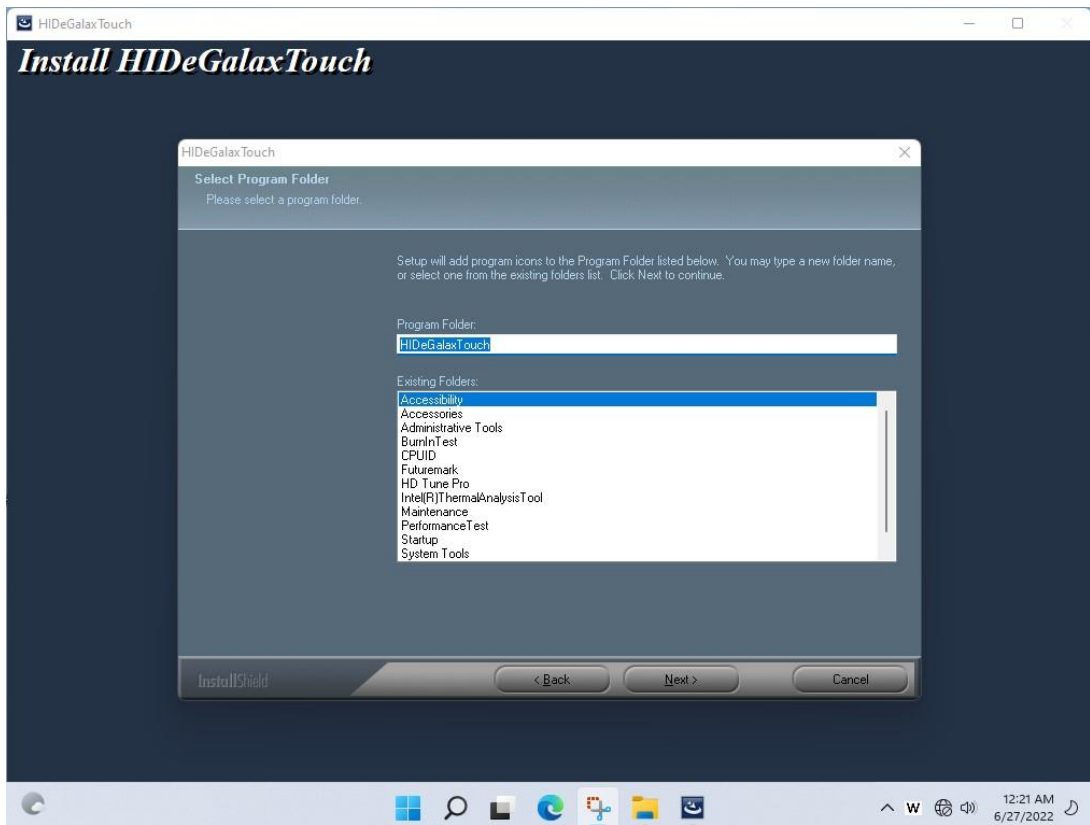 HIDeGalaxTouch
Install HIDeGalaxTouch
HIDeGalaxTouch
Select Program Folder
Please select a program folder.
Setup will add program icons to the Program Folder listed below. You may type a new folder name,
or select one from the existing folders list. Click Next to continue.
Program Folder:
HIDeGalaxTouch
Existing Folders:
Accessibility
Accessories
Administrative Tools
BurnInTest
CPUID
Futuremark
HD Tune Pro
Intel(R)ThermalAnalysisTool
Maintenance
PerformanceTest
Startup
System Tools
InstallShield
< Back
Next >
Cancel
W
12:21 AM
6/27/2022